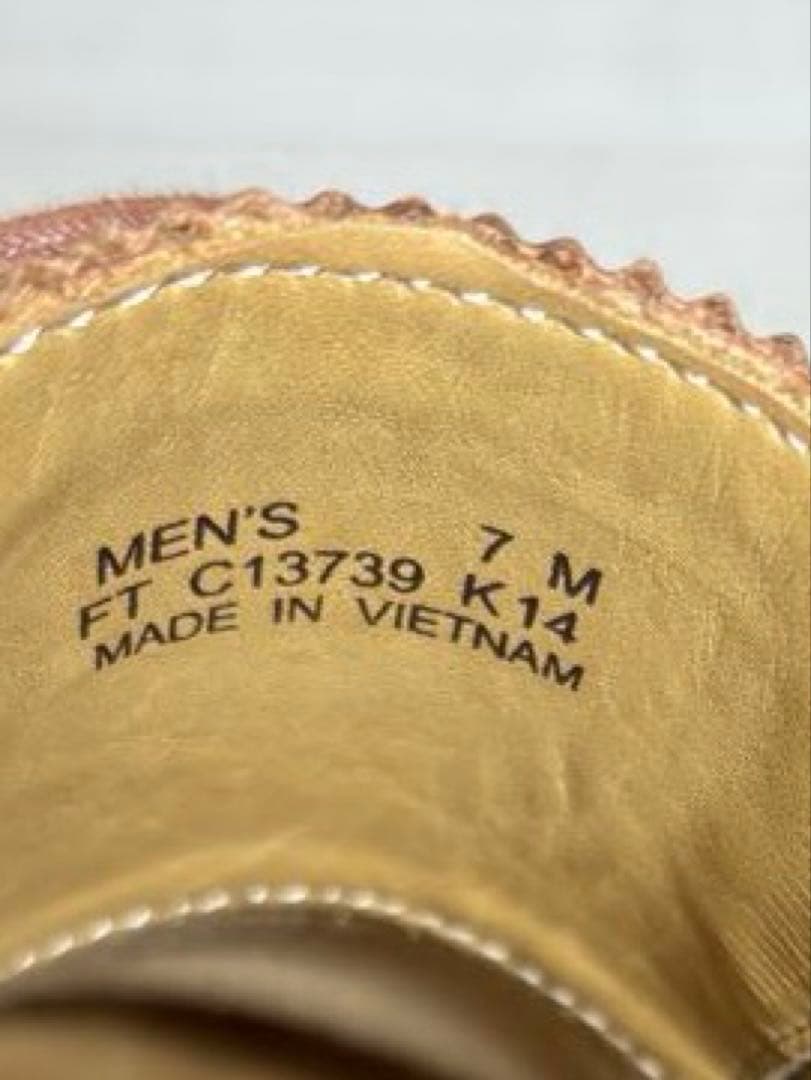 MEN'S 7 M
FT C13739 K14
MADE IN VIETNAM